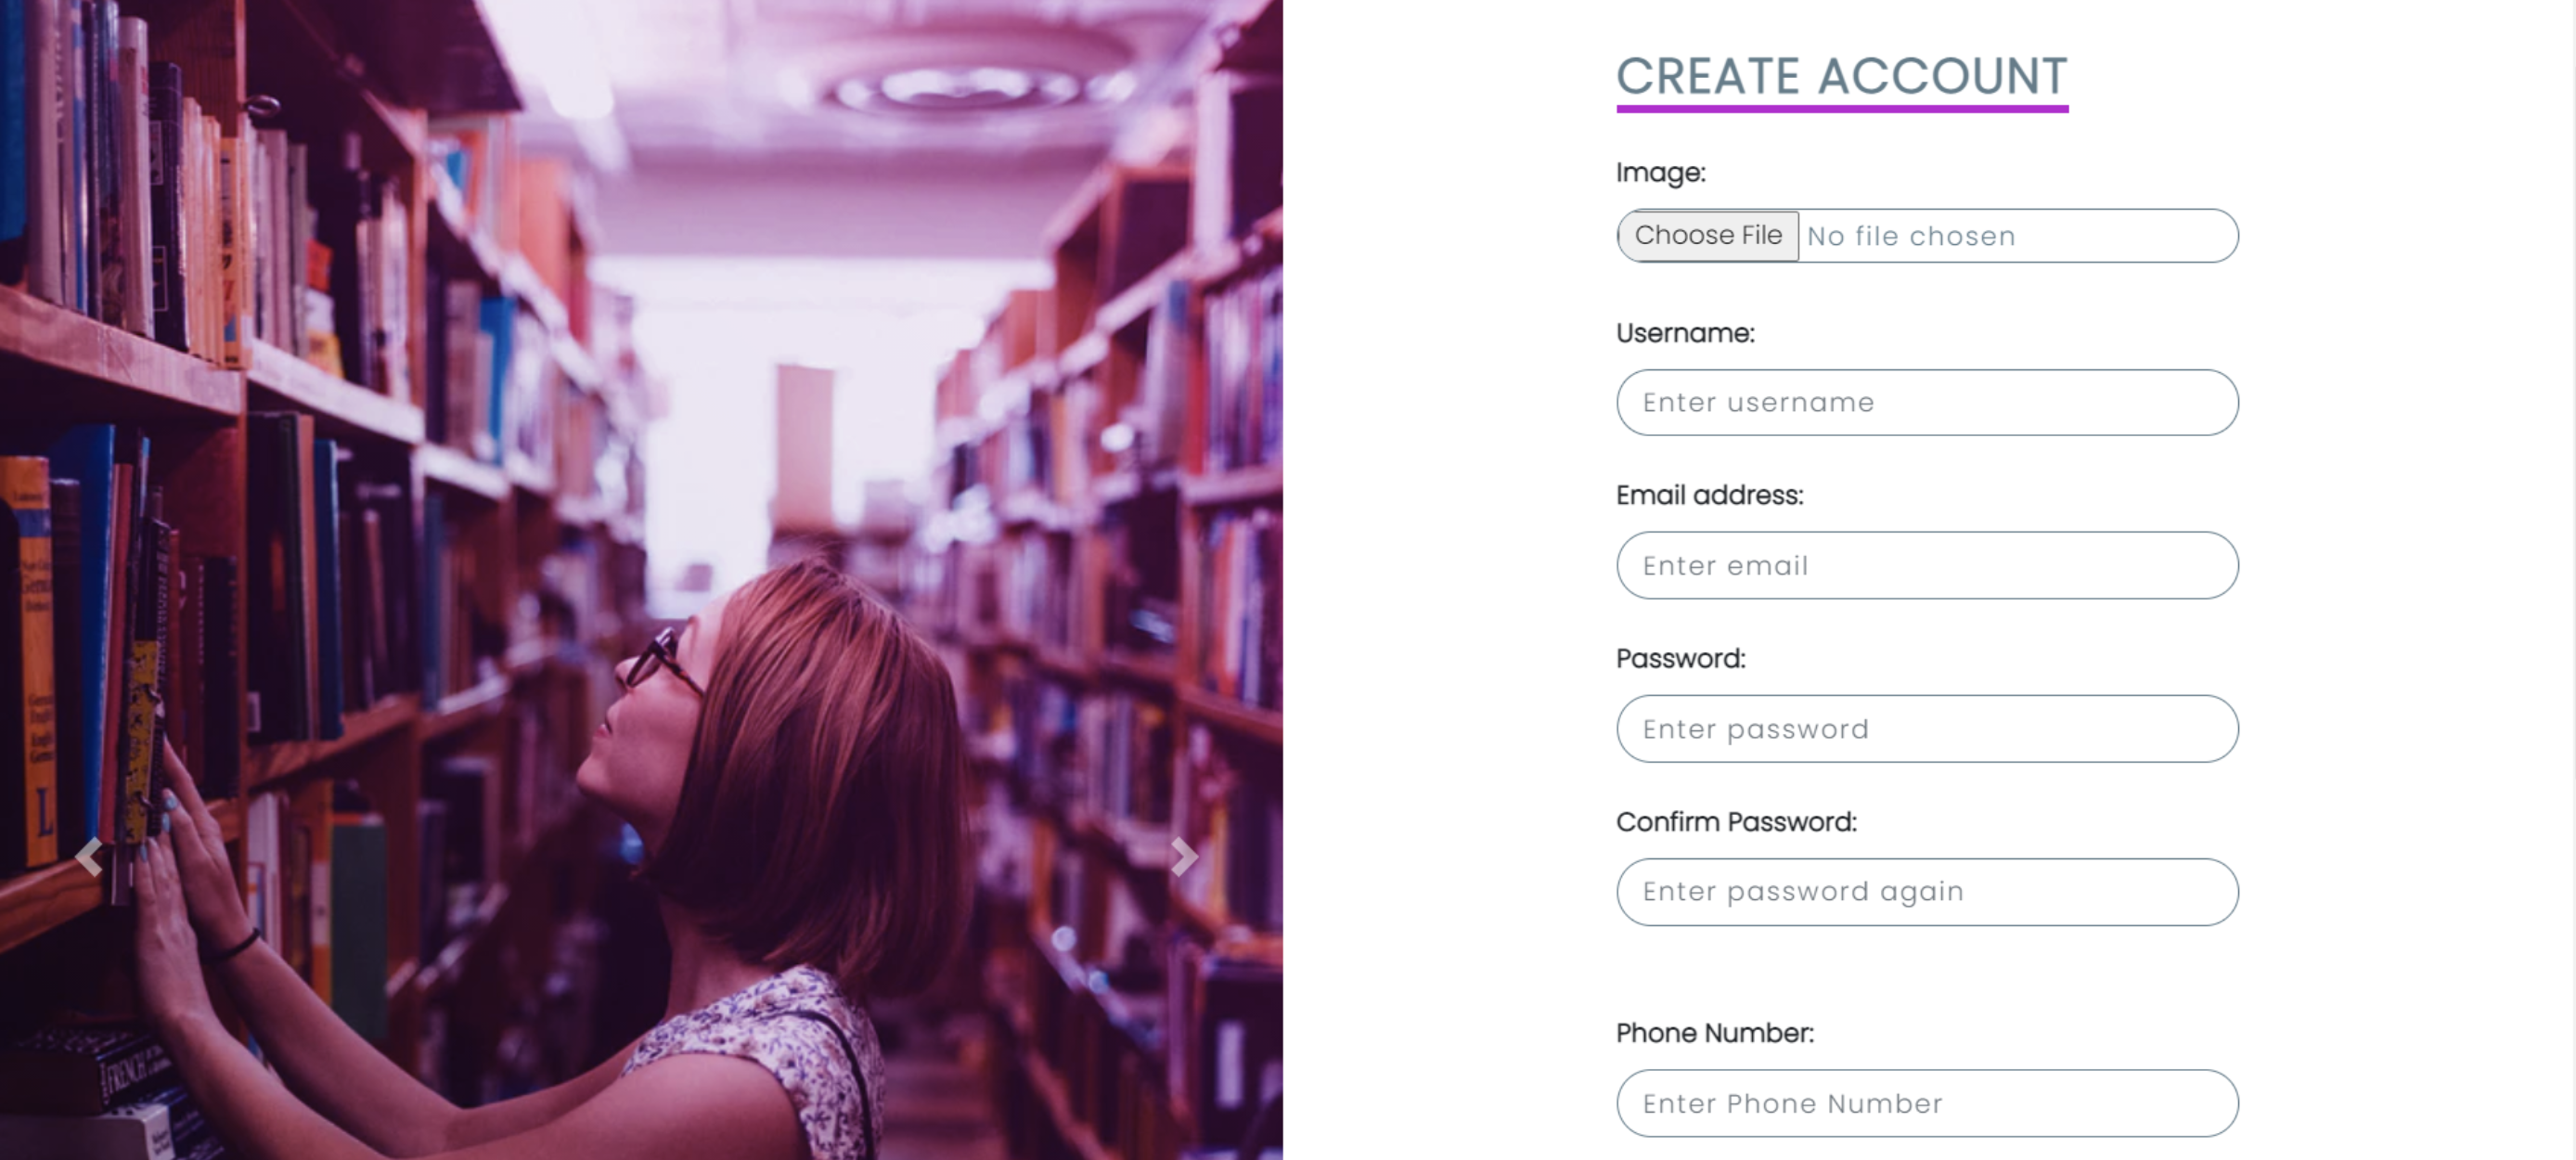 CREATE ACCOUNT
Image:
Choose File No file chosen
Username:
Enter username
Email address:
Enter email
Password:
Enter password
Confirm Password:
Enter password again
Phone Number:
Enter Phone Number
L
FRENCH